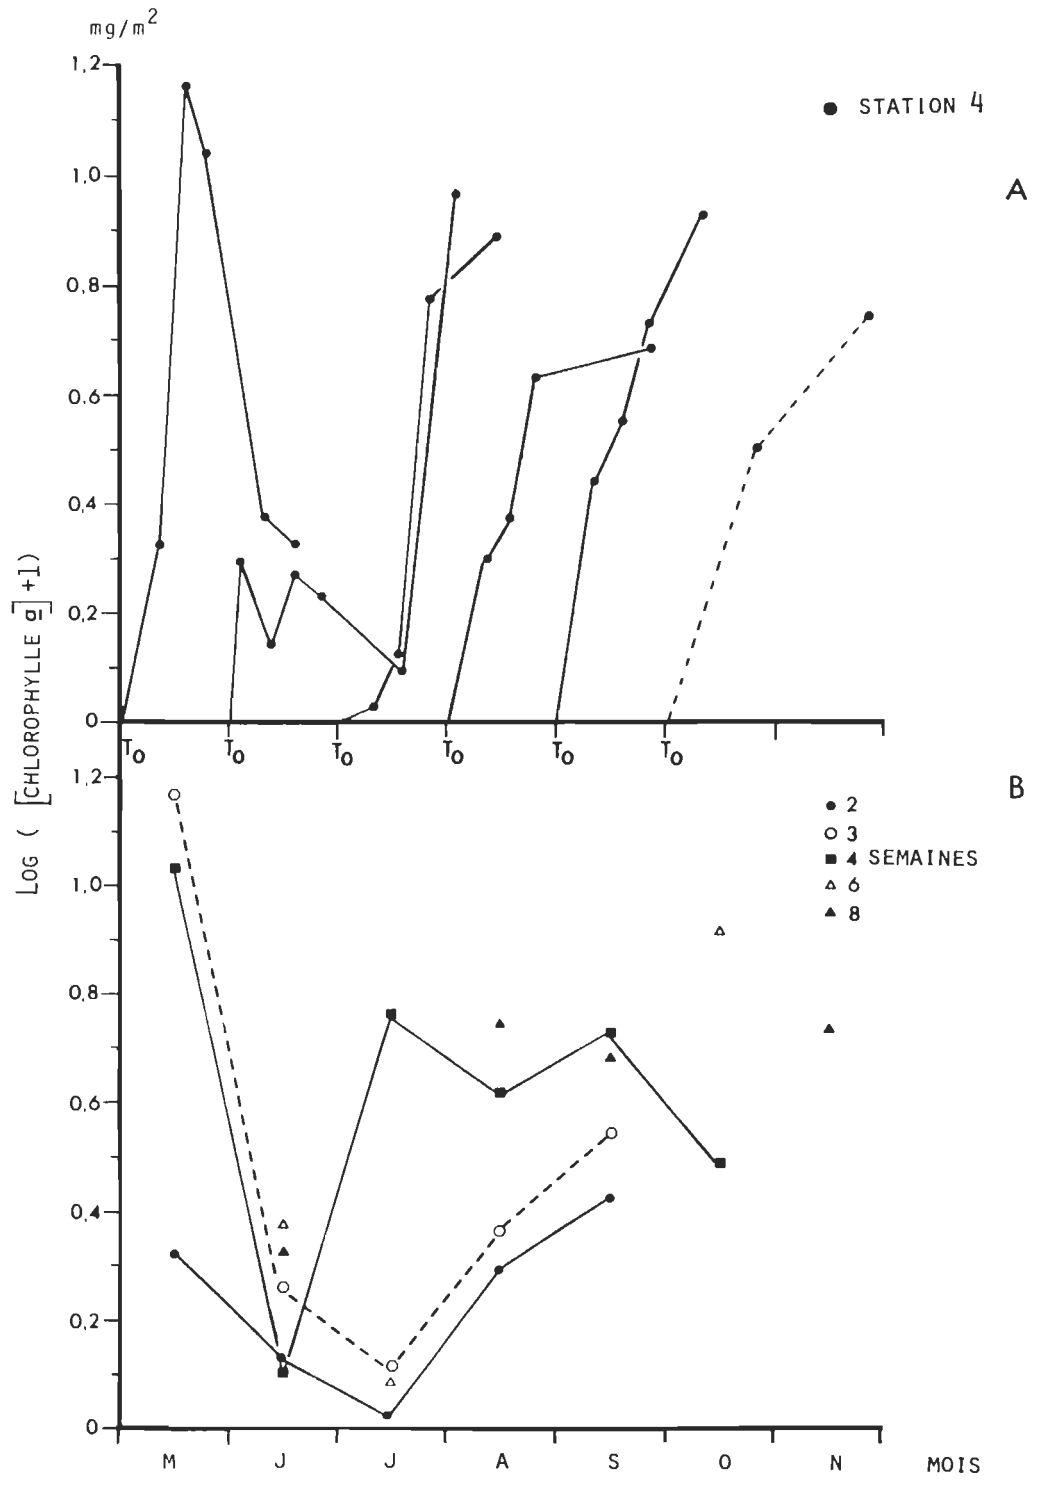 mg/m²
1,2
● STATION 4
A
1,0
0,8
0,6
0,4
0,2
0
T0 T0 T0 T0 T0 T0
LOG ( [CHLOROPHYLLE a] +1)
1,2
B
● 2
○ 3
■ 4 SEMAINES
△ 6
▲ 8
1,0
0,8
0,6
0,4
0,2
0
M J J A S O N MOIS